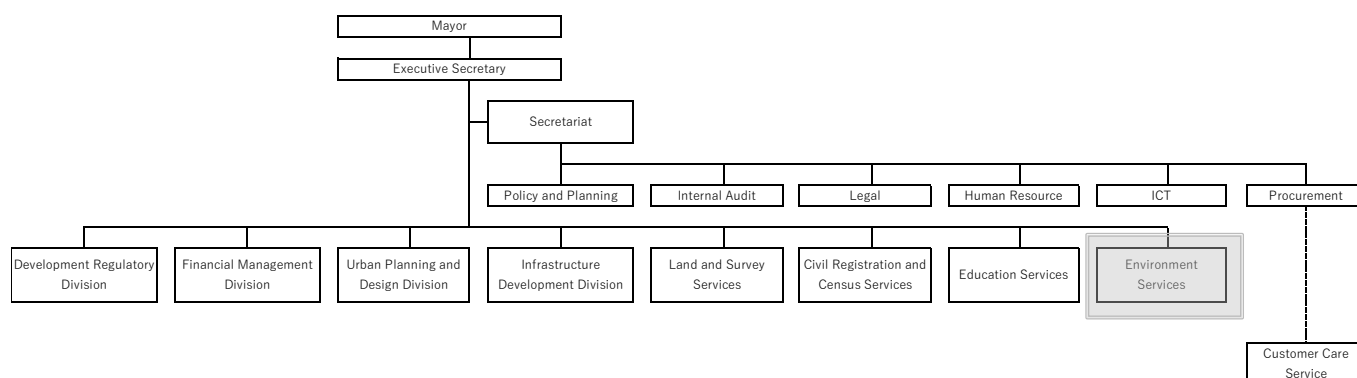 Mayor
Executive Secretary
Secretariat
Policy and Planning
Internal Audit
Legal
Human Resource
ICT
Procurement
Development Regulatory
Division
Financial Management
Division
Urban Planning and
Design Division
Infrastructure
Development Division
Land and Survey
Services
Civil Registration and
Census Services
Education Services
Environment
Services
Customer Care
Service